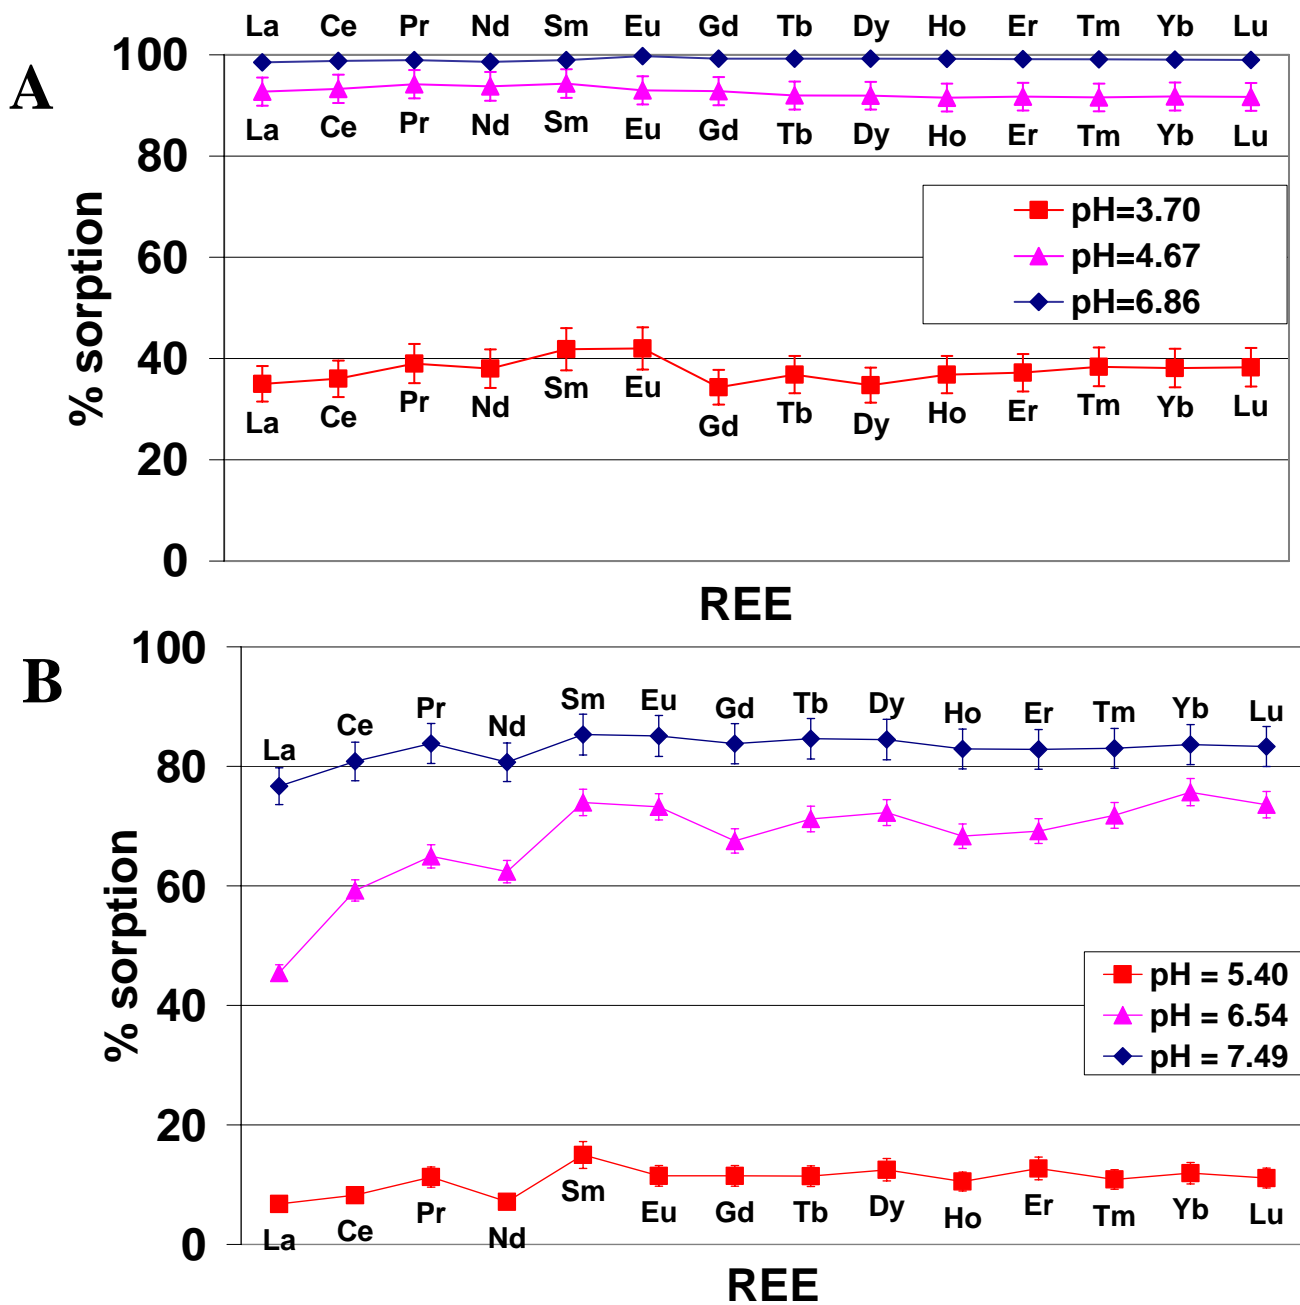 La Ce Pr Nd Sm Eu Gd Tb Dy Ho Er Tm Yb Lu
A
100
La Ce Pr Nd Sm Eu Gd Tb Dy Ho Er Tm Yb Lu
80
pH=3.70
pH=4.67
pH=6.86
60
% sorption
40
La Ce Pr Nd Sm Eu Gd Tb Dy Ho Er Tm Yb Lu
20
0
REE
B
100
La Ce Pr Nd Sm Eu Gd Tb Dy Ho Er Tm Yb Lu
80
60
% sorption
40
pH = 5.40
pH = 6.54
pH = 7.49
20
La Ce Pr Nd Sm Eu Gd Tb Dy Ho Er Tm Yb Lu
0
REE